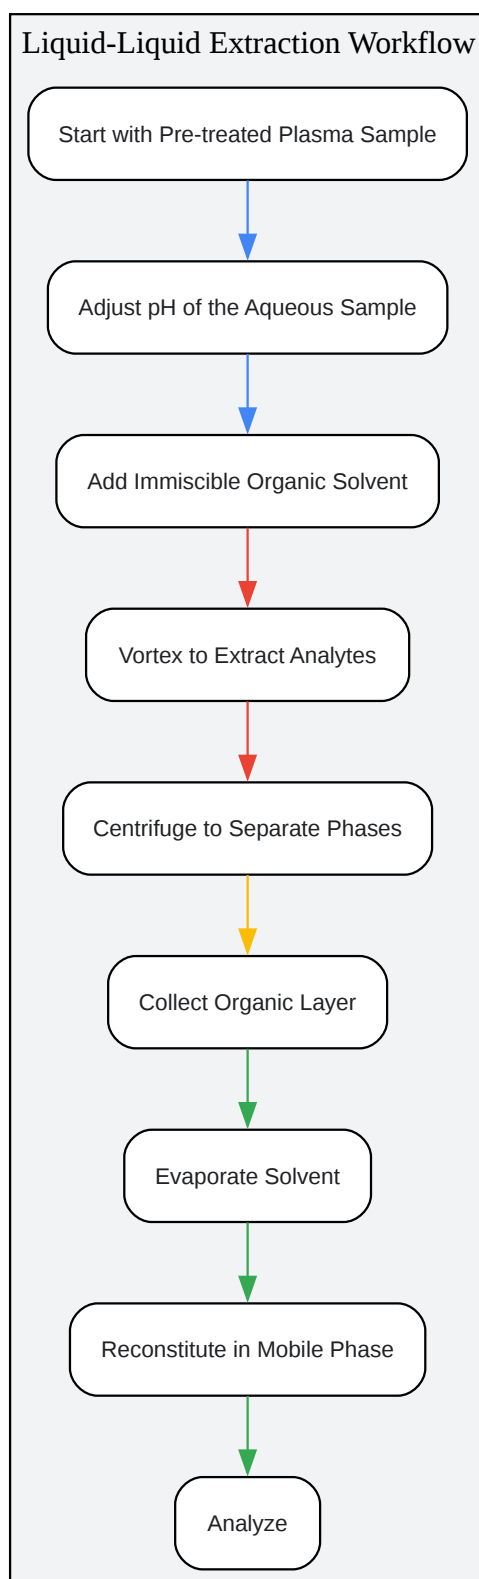 Liquid-Liquid Extraction Workflow
Start with Pre-treated Plasma Sample
Adjust pH of the Aqueous Sample
Add Immiscible Organic Solvent
Vortex to Extract Analytes
Centrifuge to Separate Phases
Collect Organic Layer
Evaporate Solvent
Reconstitute in Mobile Phase
Analyze